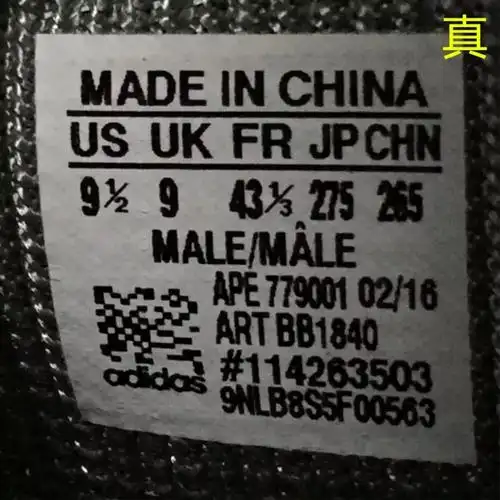 真
MADE IN CHINA
US UK FR JP CHN
9½ 9 43⅓ 275 265
MALE/MÂLE
APE 779001 02/16
ART BB1840
#114263503
adidas
9NLB8S5F00563